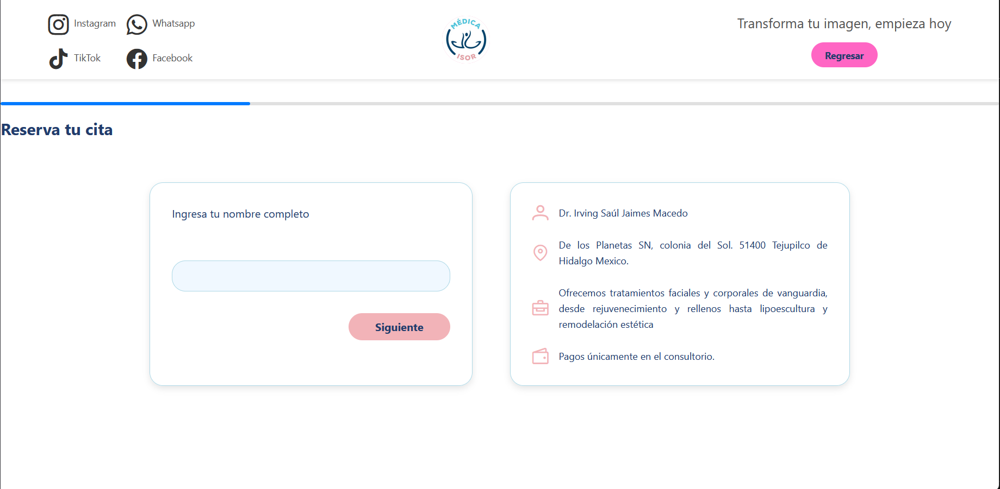 Instagram
Whatsapp
TikTok
Facebook
MÉDICA
ISOR
Transforma tu imagen, empieza hoy
Regresar
Reserva tu cita
Ingresa tu nombre completo
Siguiente
Dr. Irving Saúl Jaimes Macedo
De los Planetas SN, colonia del Sol. 51400 Tejupilco de
Hidalgo Mexico.
Ofrecemos tratamientos faciales y corporales de vanguardia,
desde rejuvenecimiento y rellenos hasta lipoescultura y
remodelación estética
Pagos únicamente en el consultorio.